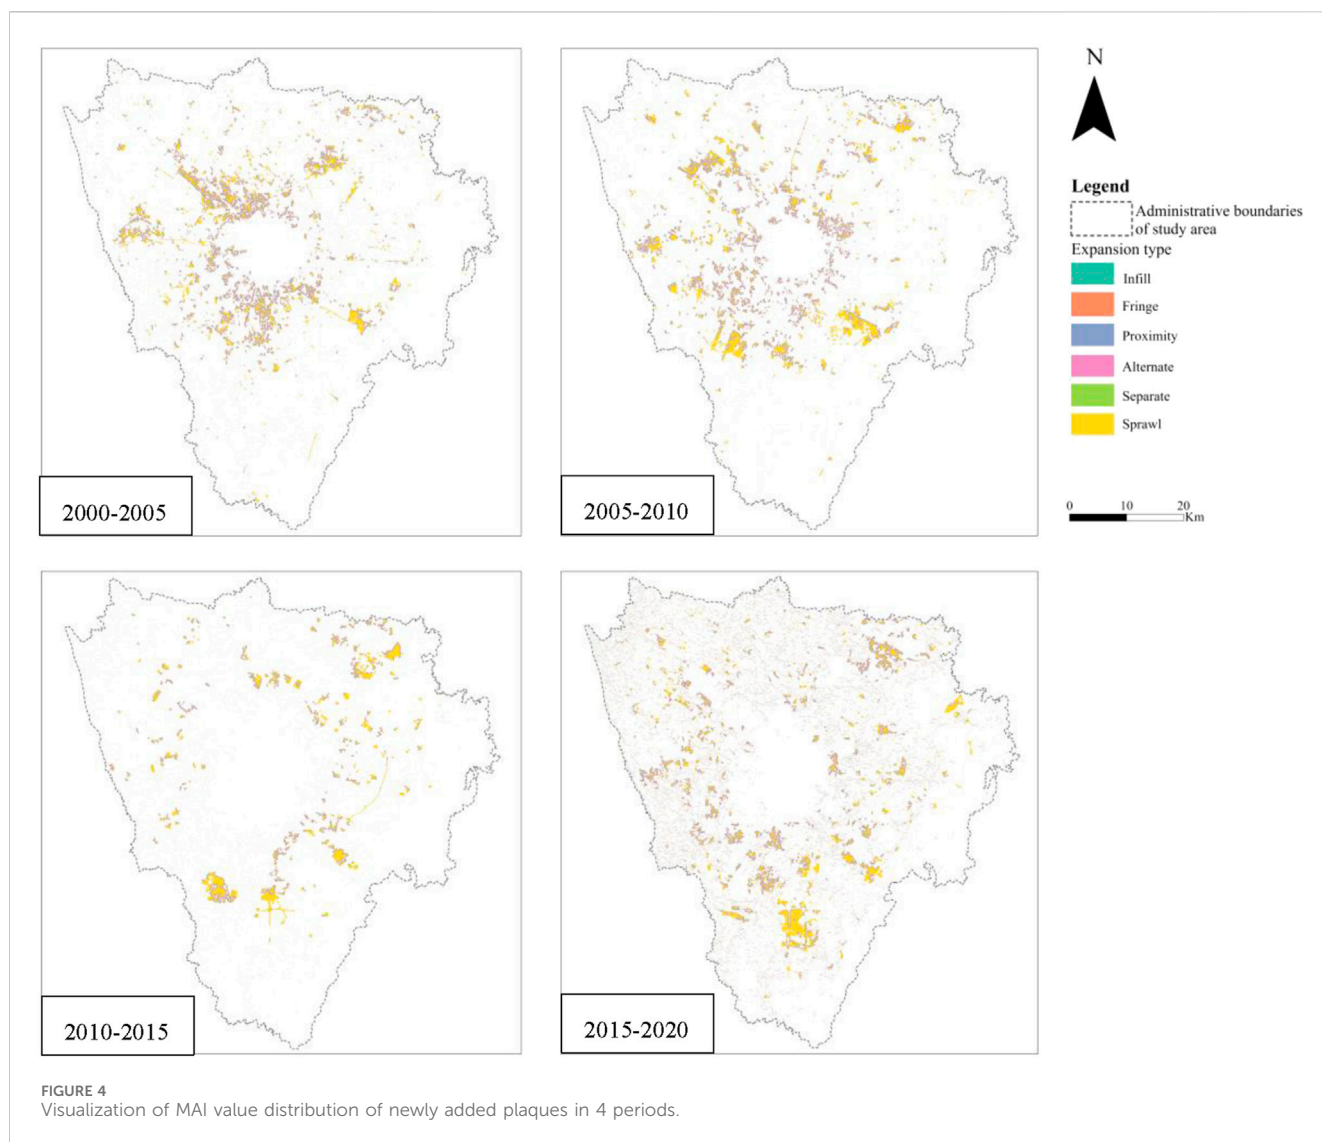 N
Legend
Administrative boundaries
of study area
Expansion type
Infill
Fringe
Proximity
Alternate
Separate
Sprawl
0 10 20
Km
2000-2005
2005-2010
2010-2015
2015-2020
FIGURE 4
Visualization of MAI value distribution of newly added plaques in 4 periods.